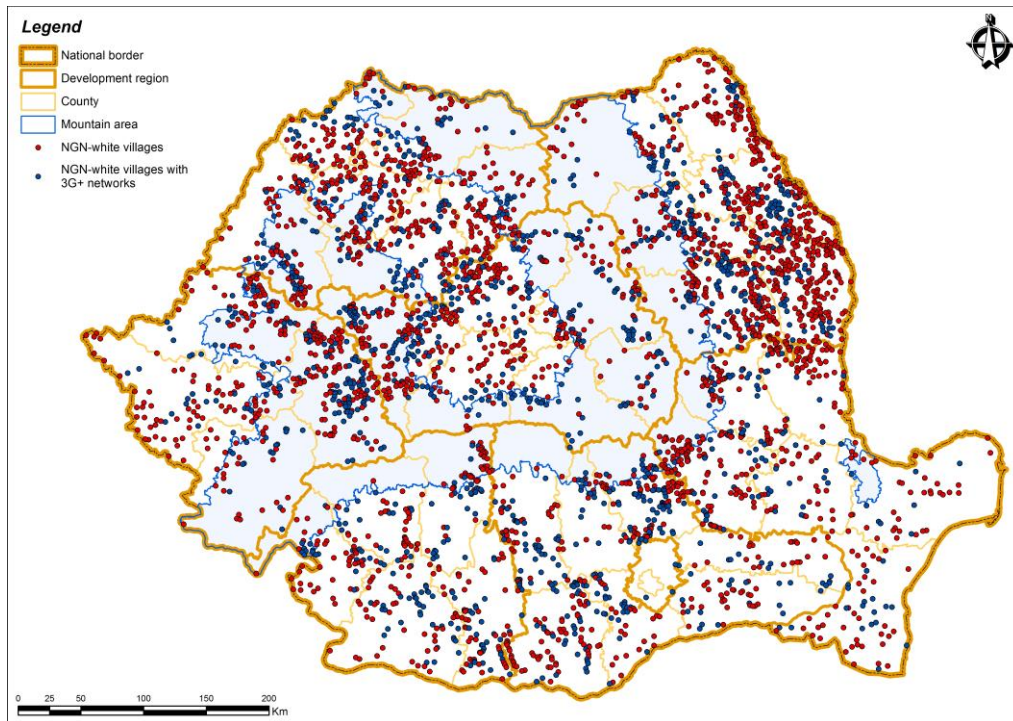 Legend
National border
Development region
County
Mountain area
NGN-white villages
NGN-white villages with
3G+ networks
0 25 50 100 150 200
Km